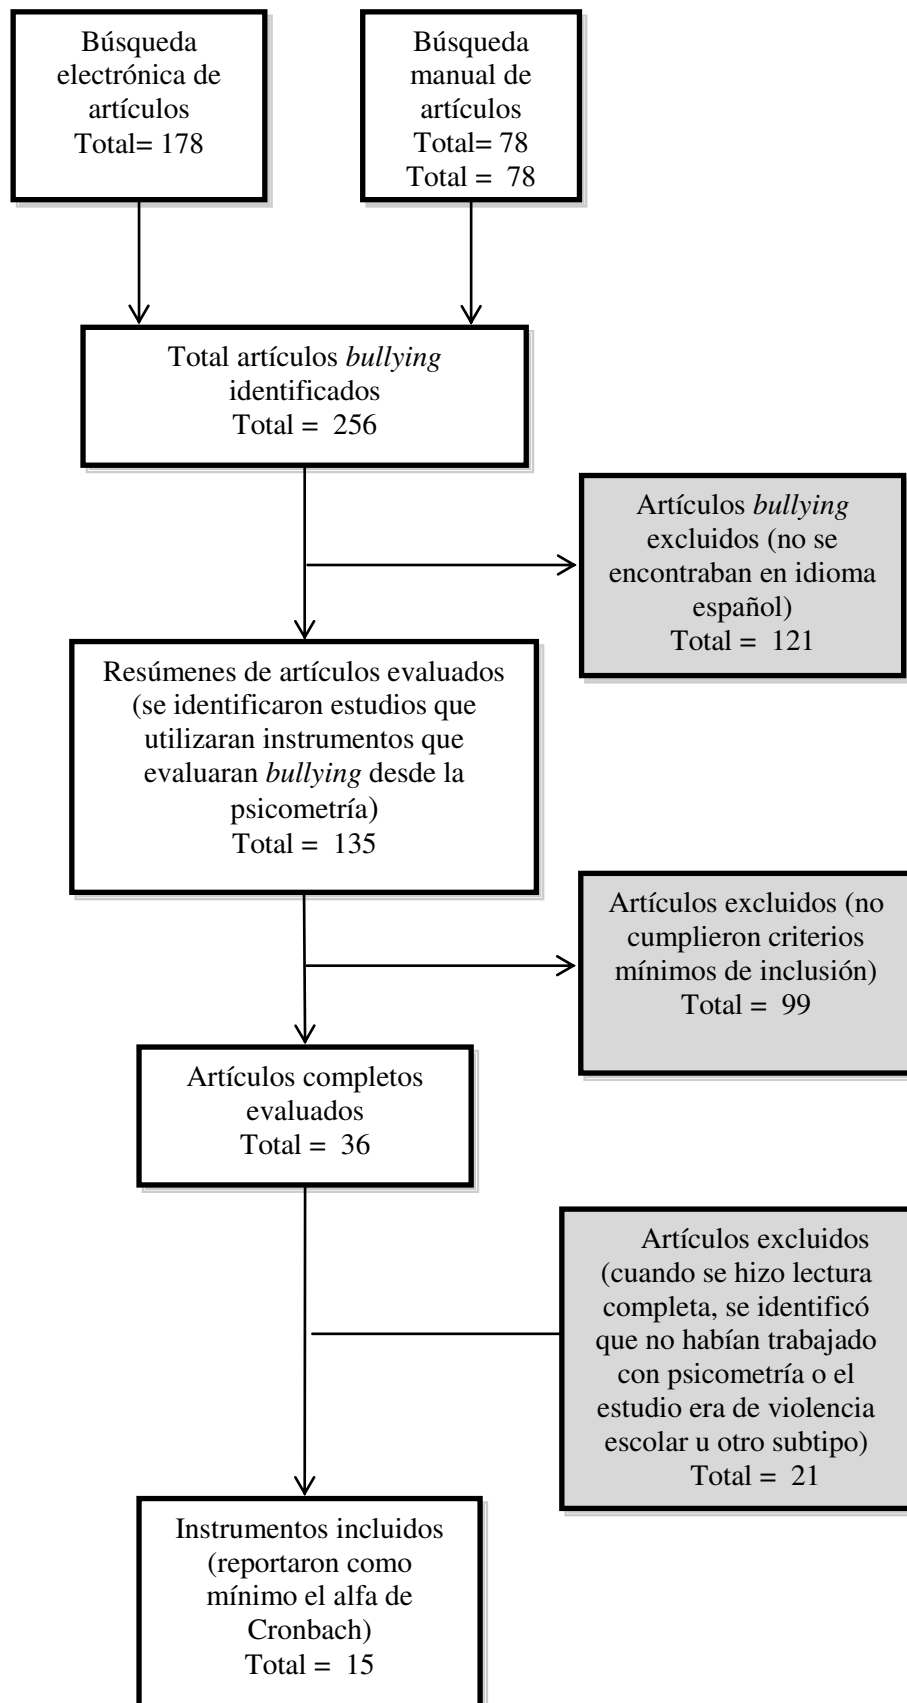 Búsqueda
electrónica de
artículos
Total= 178
Búsqueda
manual de
artículos
Total= 78
Total = 78
Total artículos bullying
identificados
Total = 256
Artículos bullying
excluidos (no se
encontraban en idioma
español)
Total = 121
Resúmenes de artículos evaluados
(se identificaron estudios que
utilizaran instrumentos que
evaluaran bullying desde la
psicometría)
Total = 135
Artículos excluidos (no
cumplieron criterios
mínimos de inclusión)
Total = 99
Artículos completos
evaluados
Total = 36
Artículos excluidos
(cuando se hizo lectura
completa, se identificó
que no habían trabajado
con psicometría o el
estudio era de violencia
escolar u otro subtipo)
Total = 21
Instrumentos incluidos
(reportaron como
mínimo el alfa de
Cronbach)
Total = 15